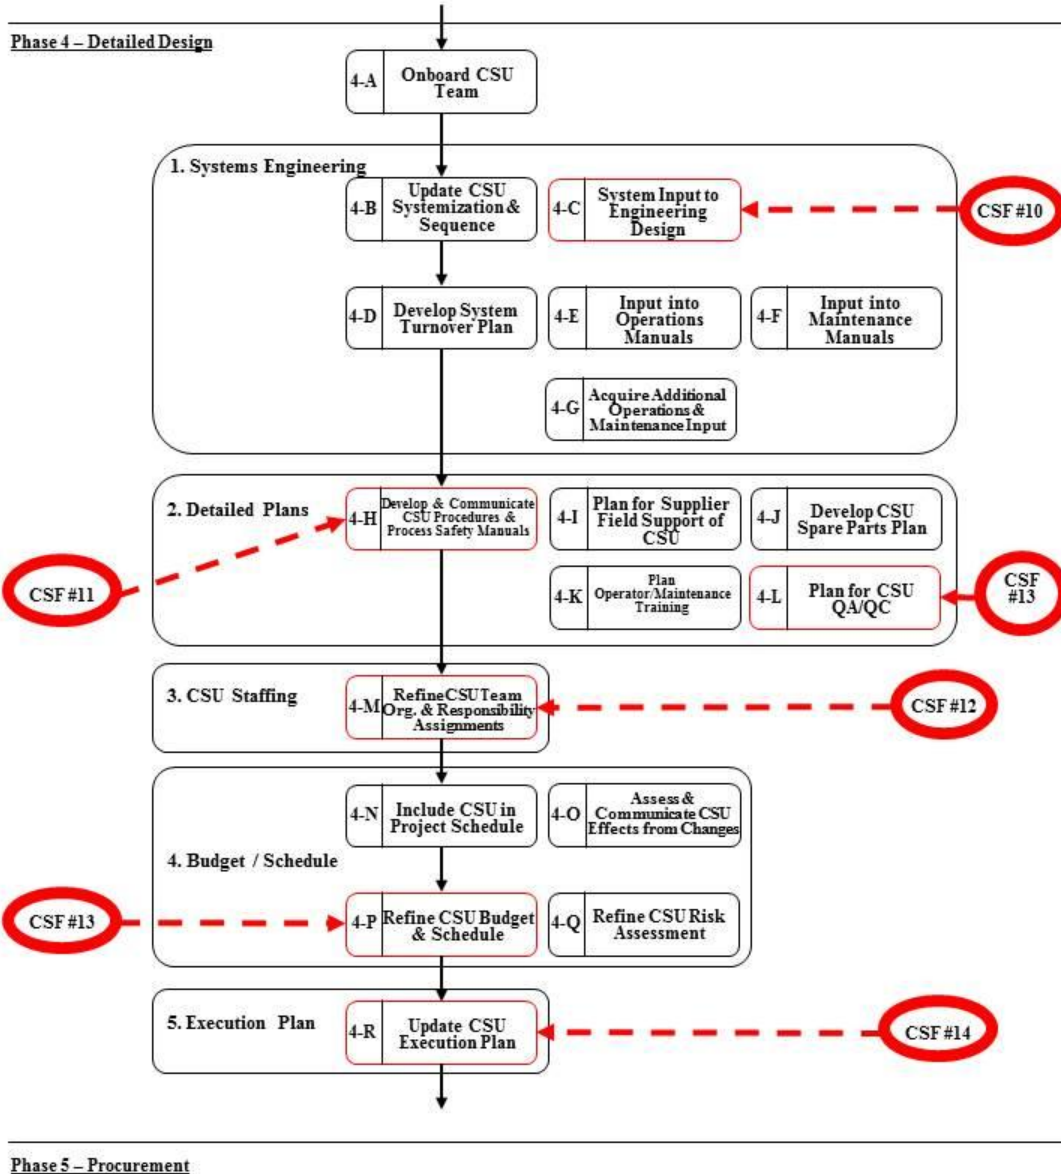 Phase 4 – Detailed Design
4-A
Onboard CSU
Team
1. Systems Engineering
4-B
Update CSU
Systemization &
Sequence
4-C
System Input to
Engineering
Design
CSF #10
4-D
Develop System
Turnover Plan
4-E
Input into
Operations
Manuals
4-F
Input into
Maintenance
Manuals
4-G
Acquire Additional
Operations &
Maintenance Input
2. Detailed Plans
4-H
Develop & Communicate
CSU Procedures &
Process Safety Manuals
4-I
Plan for Supplier
Field Support of
CSU
4-J
Develop CSU
Spare Parts Plan
CSF #11
4-K
Plan
Operator/Maintenance
Training
4-L
Plan for CSU
QA/QC
CSF
#13
3. CSU Staffing
4-M
Refine CSU Team
Org. & Responsibility
Assignments
CSF #12
4-N
Include CSU in
Project Schedule
4-O
Assess &
Communicate CSU
Effects from Changes
4. Budget / Schedule
CSF #13
4-P
Refine CSU Budget
& Schedule
4-Q
Refine CSU Risk
Assessment
5. Execution Plan
4-R
Update CSU
Execution Plan
CSF #14
Phase 5 – Procurement